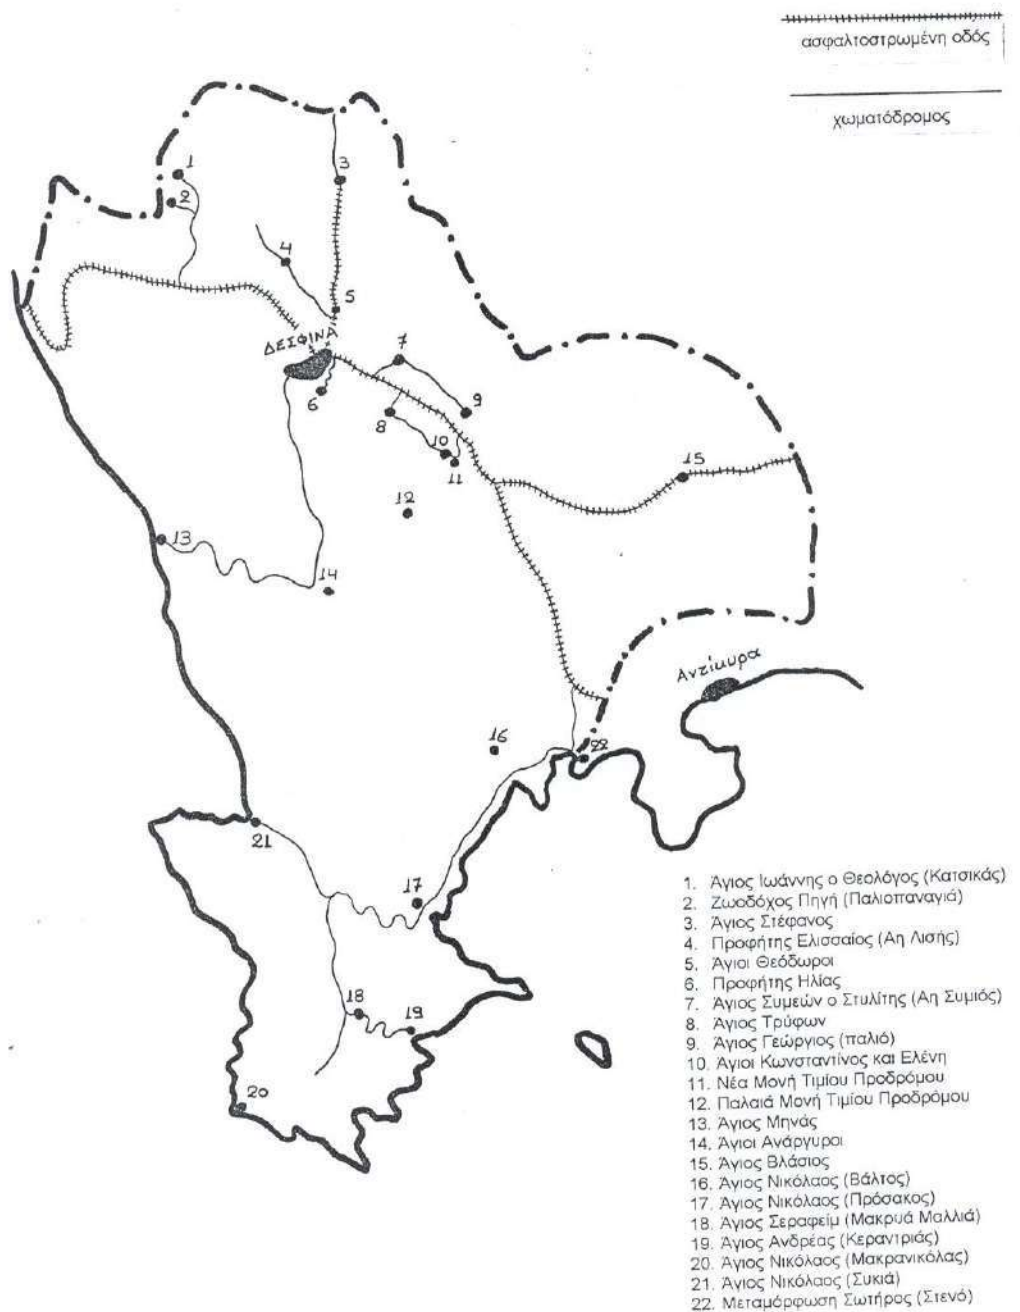 ασφαλτοστρωμένη οδός
χωματόδρομος
1
2
3
4
5
ΔΕΣΦΙΝΑ
6
7
8
9
10
11
12
13
14
15
Αντίκυρα
16
22
21
17
18
19
20
1. Άγιος Ιωάννης ο Θεολόγος (Κατσικάς)
2. Ζωοδόχος Πηγή (Παλιοπαναγιά)
3. Άγιος Στέφανος
4. Προφήτης Ελισσαίος (Αη Λισής)
5. Άγιοι Θεόδωροι
6. Προφήτης Ηλίας
7. Άγιος Συμεών ο Στυλίτης (Αη Συμιός)
8. Άγιος Τρύφων
9. Άγιος Γεώργιος (παλιό)
10. Άγιοι Κωνσταντίνος και Ελένη
11. Νέα Μονή Τιμίου Προδρόμου
12. Παλαιά Μονή Τιμίου Προδρόμου
13. Άγιος Μηνάς
14. Άγιοι Ανάργυροι
15. Άγιος Βλάσιος
16. Άγιος Νικόλαος (Βάλτος)
17. Άγιος Νικόλαος (Πρόσακος)
18. Άγιος Σεραφείμ (Μακρυά Μαλλιά)
19. Άγιος Ανδρέας (Κεραντριάς)
20. Άγιος Νικόλαος (Μακρανικόλας)
21. Άγιος Νικόλαος (Συκιά)
22. Μεταμόρφωση Σωτήρος (Στενό)